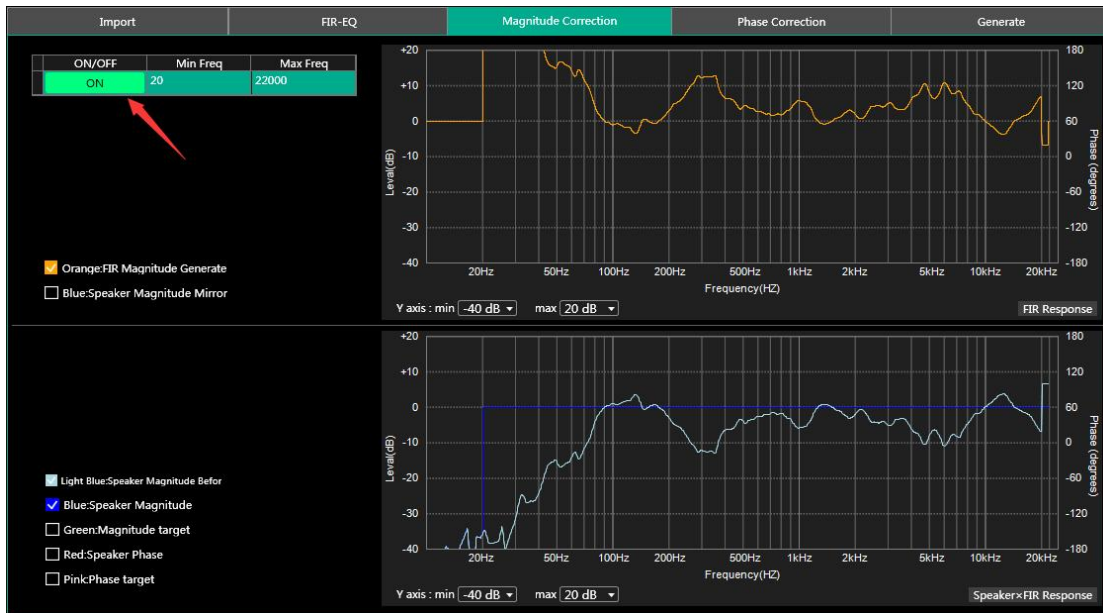 Import FIR-EQ Magnitude Correction Phase Correction Generate
ON/OFF Min Freq Max Freq
ON 20 22000
Orange:FIR Magnitude Generate
Blue:Speaker Magnitude Mirror
+20 180
+10 120
0 60
-10 0
-20 -60
-30 -120
-40 -180
Leval(dB)
Phase (degrees)
20Hz 50Hz 100Hz 200Hz 500Hz 1kHz 2kHz 5kHz 10kHz 20kHz
Frequency(HZ)
Y axis : min -40 dB max 20 dB FIR Response
Light Blue:Speaker Magnitude Befor
Blue:Speaker Magnitude
Green:Magnitude target
Red:Speaker Phase
Pink:Phase target
+20 180
+10 120
0 60
-10 0
-20 -60
-30 -120
-40 -180
Leval(dB)
Phase (degrees)
20Hz 50Hz 100Hz 200Hz 500Hz 1kHz 2kHz 5kHz 10kHz 20kHz
Frequency(HZ)
Y axis : min -40 dB max 20 dB Speaker×FIR Response